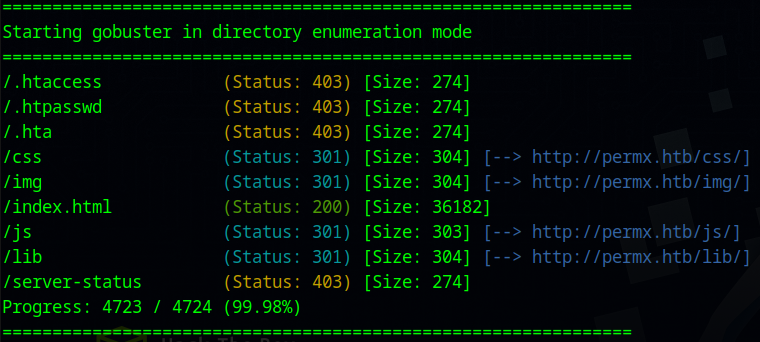 ===============================================================
Starting gobuster in directory enumeration mode
===============================================================
/.htaccess            (Status: 403) [Size: 274]
/.htpasswd            (Status: 403) [Size: 274]
/.hta                 (Status: 403) [Size: 274]
/css                  (Status: 301) [Size: 304] [--> http://permx.htb/css/]
/img                  (Status: 301) [Size: 304] [--> http://permx.htb/img/]
/index.html           (Status: 200) [Size: 36182]
/js                   (Status: 301) [Size: 303] [--> http://permx.htb/js/]
/lib                  (Status: 301) [Size: 304] [--> http://permx.htb/lib/]
/server-status        (Status: 403) [Size: 274]
Progress: 4723 / 4724 (99.98%)
===============================================================